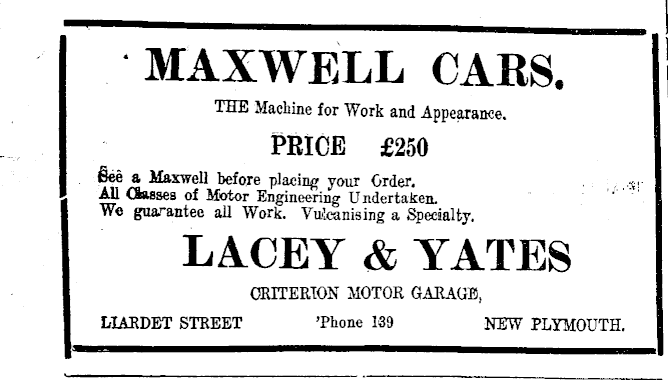 MAXWELL CARS.
THE Machine for Work and Appearance.
PRICE £250
See a Maxwell before placing your Order.
All Classes of Motor Engineering Undertaken.
We guarantee all Work. Vulcanising a Specialty.
LACEY & YATES
CRITERION MOTOR GARAGE,
LIARDET STREET 'Phone 139 NEW PLYMOUTH.